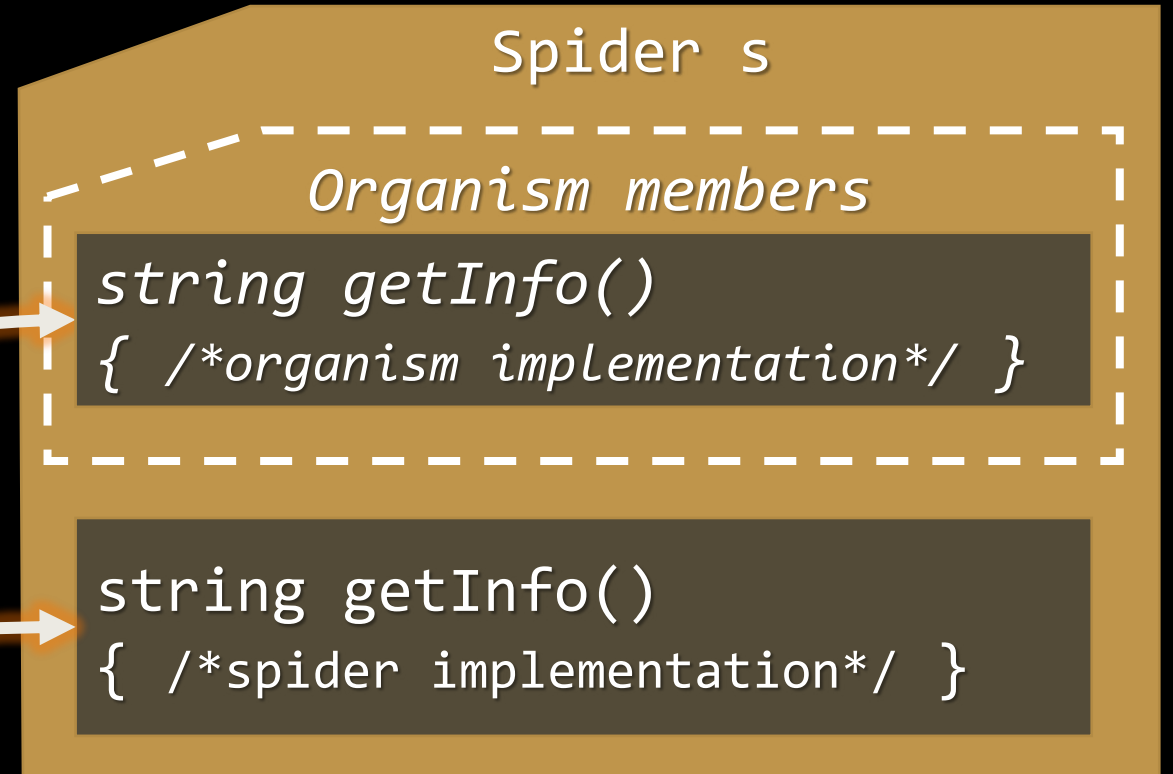 Spider s
Organism members
string getInfo()
{ /*organism implementation*/ }
string getInfo()
{ /*spider implementation*/ }